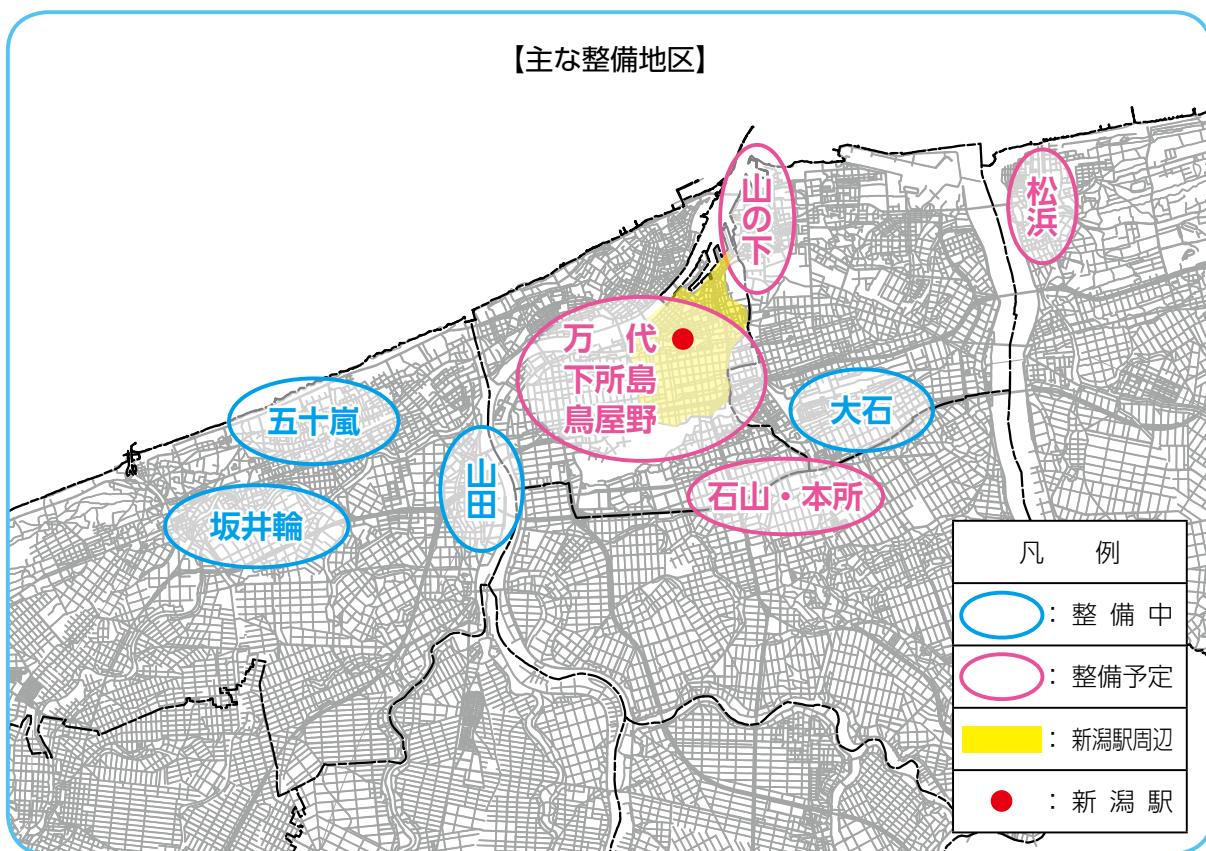 【主な整備地区】
山の下
松浜
万　代
下所島
鳥屋野
五十嵐
大石
山田
坂井輪
石山・本所
凡　例
：整備中
：整備予定
：新潟駅周辺
：新潟駅